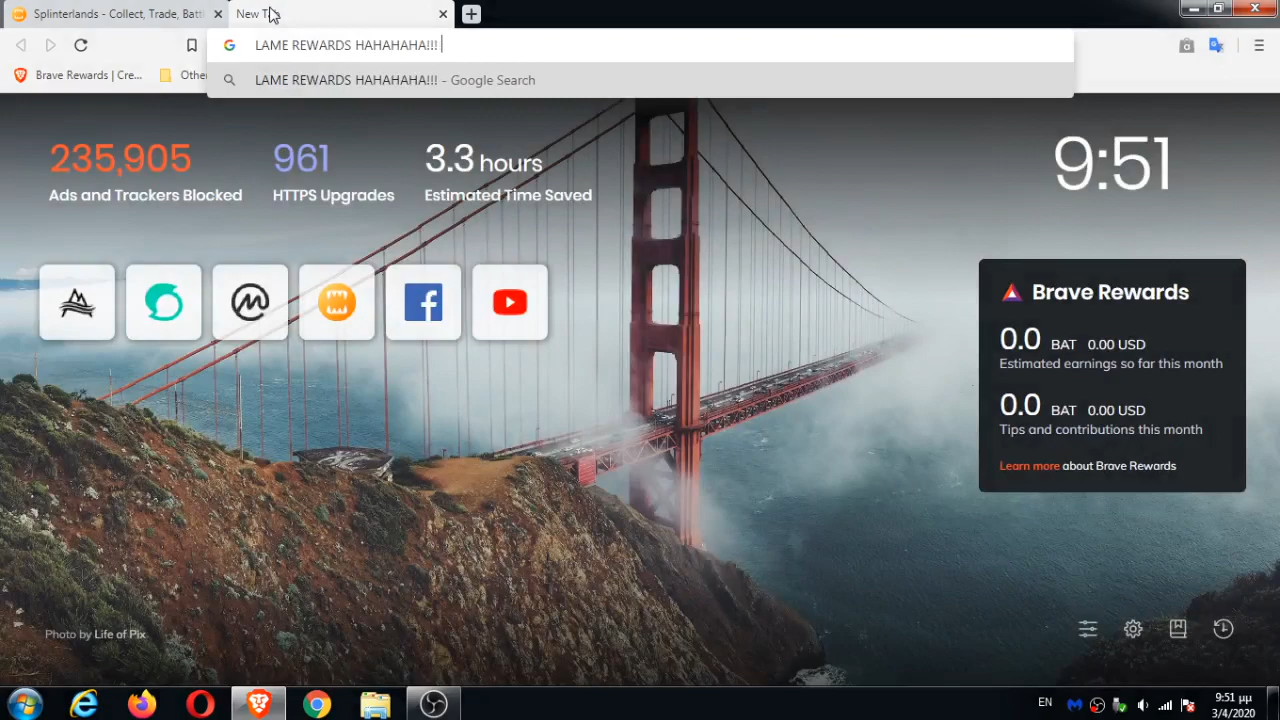 Splinterlands - Collect, Trade, Batt
New T
LAME REWARDS HAHAHAHA!!!
LAME REWARDS HAHAHAHA!!! - Google Search
Brave Rewards | Cre...
Othe
235,905
Ads and Trackers Blocked
961
HTTPS Upgrades
3.3 hours
Estimated Time Saved
9:51
Brave Rewards
0.0 BAT 0.00 USD
Estimated earnings so far this month
0.0 BAT 0.00 USD
Tips and contributions this month
Learn more about Brave Rewards
Photo by Life of Pix
EN
9:51 μμ
3/4/2020